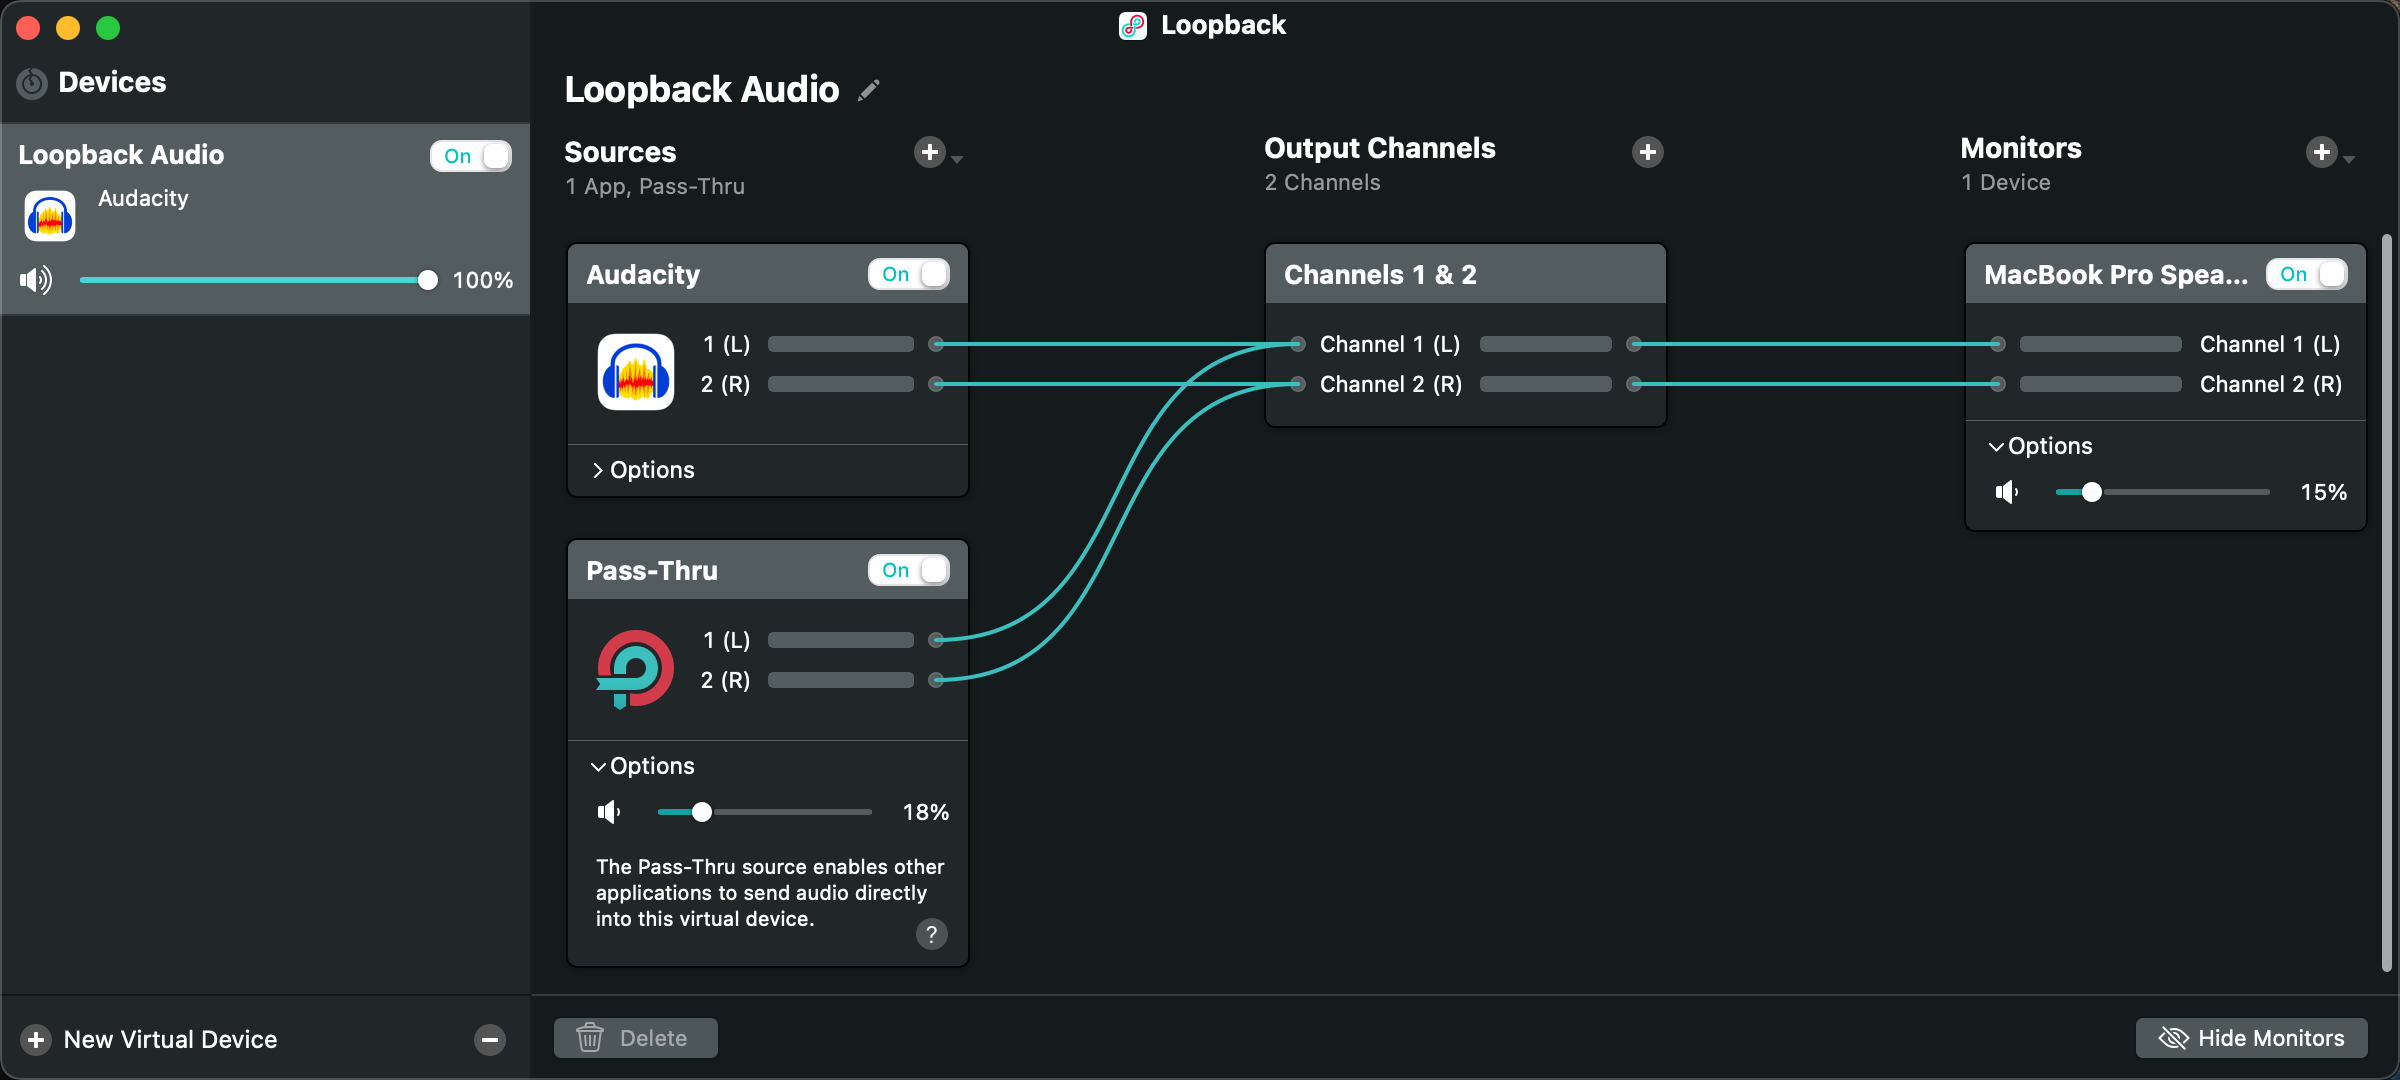 Loopback
Devices
Loopback Audio
On
Audacity
100%
New Virtual Device
Loopback Audio
Sources
1 App, Pass-Thru
Audacity
On
1 (L)
2 (R)
Options
Pass-Thru
On
1 (L)
2 (R)
Options
18%
The Pass-Thru source enables other
applications to send audio directly
into this virtual device.
?
Output Channels
2 Channels
Channels 1 & 2
Channel 1 (L)
Channel 2 (R)
Monitors
1 Device
MacBook Pro Spea...
On
Channel 1 (L)
Channel 2 (R)
Options
15%
Delete
Hide Monitors